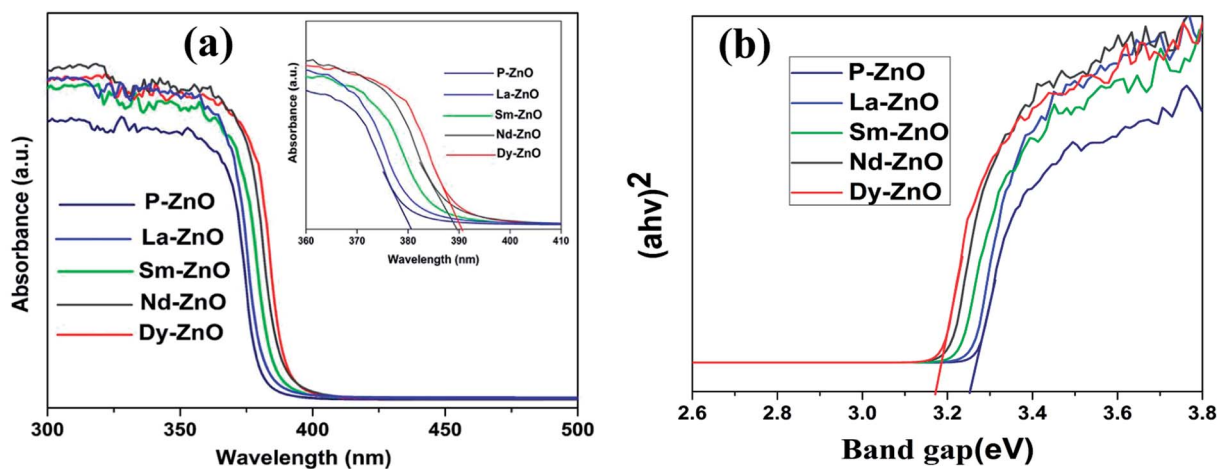 (a)
Absorbance (a.u.)
P-ZnO
La-ZnO
Sm-ZnO
Nd-ZnO
Dy-ZnO
300 350 400 450 500
Wavelength (nm)
Absorbance (a.u.)
P-ZnO
La-ZnO
Sm-ZnO
Nd-ZnO
Dy-ZnO
360 370 380 390 400 410
Wavelength (nm)
(b)
(ahv)2
P-ZnO
La-ZnO
Sm-ZnO
Nd-ZnO
Dy-ZnO
2.6 2.8 3.0 3.2 3.4 3.6 3.8
Band gap(eV)